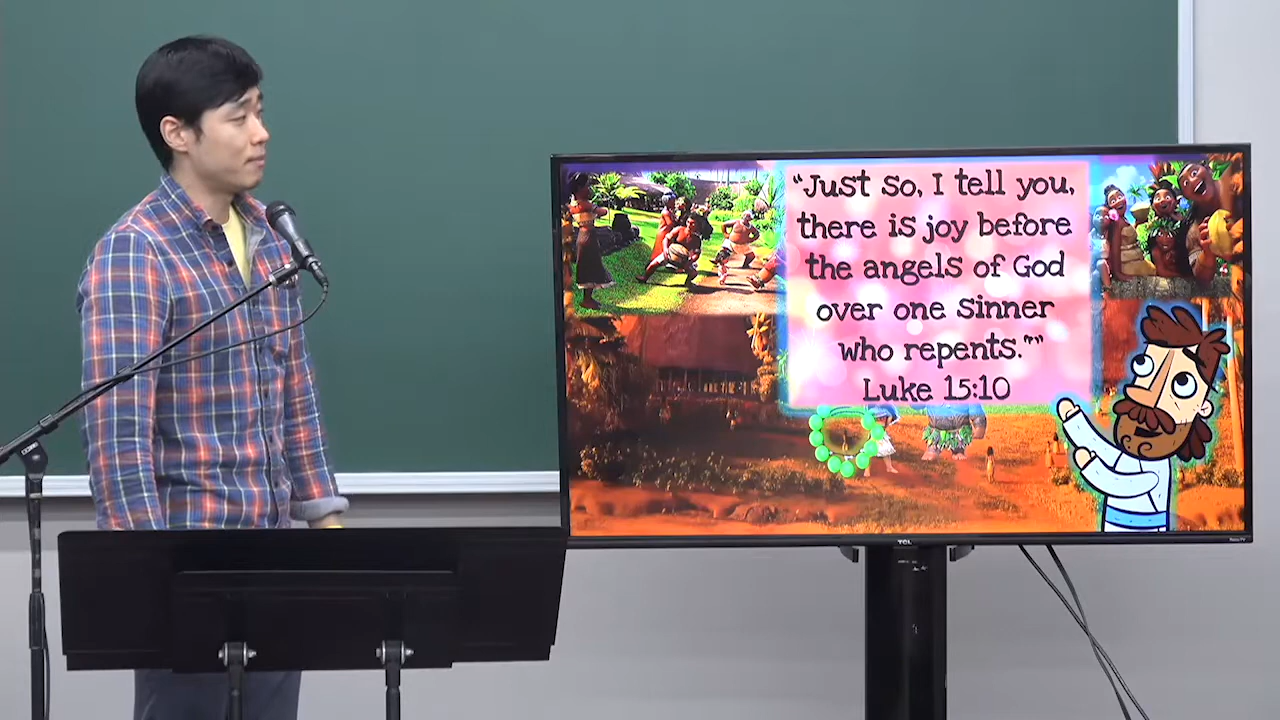 “Just so, I tell you,
there is joy before
the angels of God
over one sinner
who repents.”””
Luke 15:10
TCL